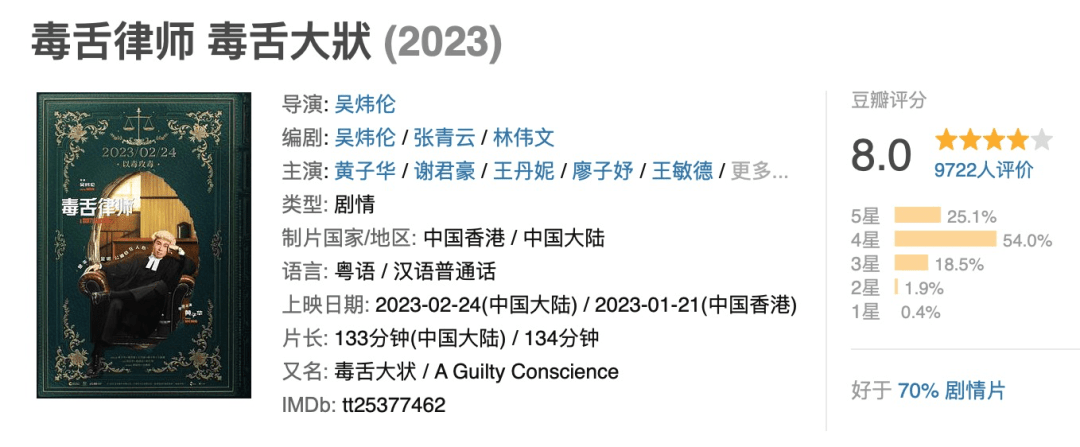 毒舌律师 毒舌大狀 (2023)
2023/02/24
·以毒攻毒·
毒舌律师
导演: 吴炜伦
编剧: 吴炜伦 / 张青云 / 林伟文
主演: 黄子华 / 谢君豪 / 王丹妮 / 廖子妤 / 王敏德 / 更多...
类型: 剧情
制片国家/地区: 中国香港 / 中国大陆
语言: 粤语 / 汉语普通话
上映日期: 2023-02-24(中国大陆) / 2023-01-21(中国香港)
片长: 133分钟(中国大陆) / 134分钟
又名: 毒舌大状 / A Guilty Conscience
IMDb: tt25377462
豆瓣评分
8.0
9722人评价
5星 25.1%
4星 54.0%
3星 18.5%
2星 1.9%
1星 0.4%
好于 70% 剧情片